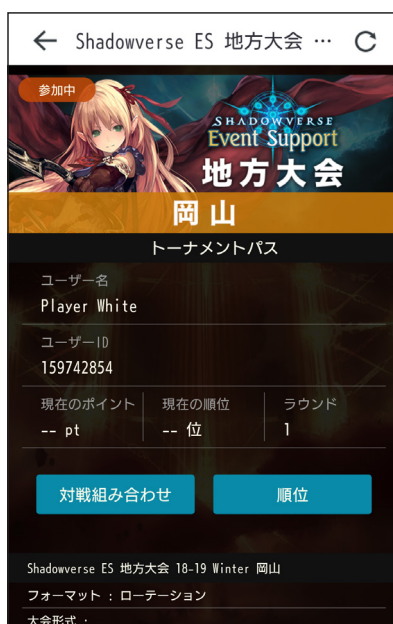 ← Shadowverse ES 地方大会 …
参加中
SHADOWVERSE
Event Support
地方大会
岡山
トーナメントパス
ユーザー名
Player White
ユーザーID
159742854
現在のポイント 現在の順位 ラウンド
-- pt -- 位 1
対戦組み合わせ 順位
Shadowverse ES 地方大会 18-19 Winter 岡山
フォーマット : ローテーション
大会形式 :